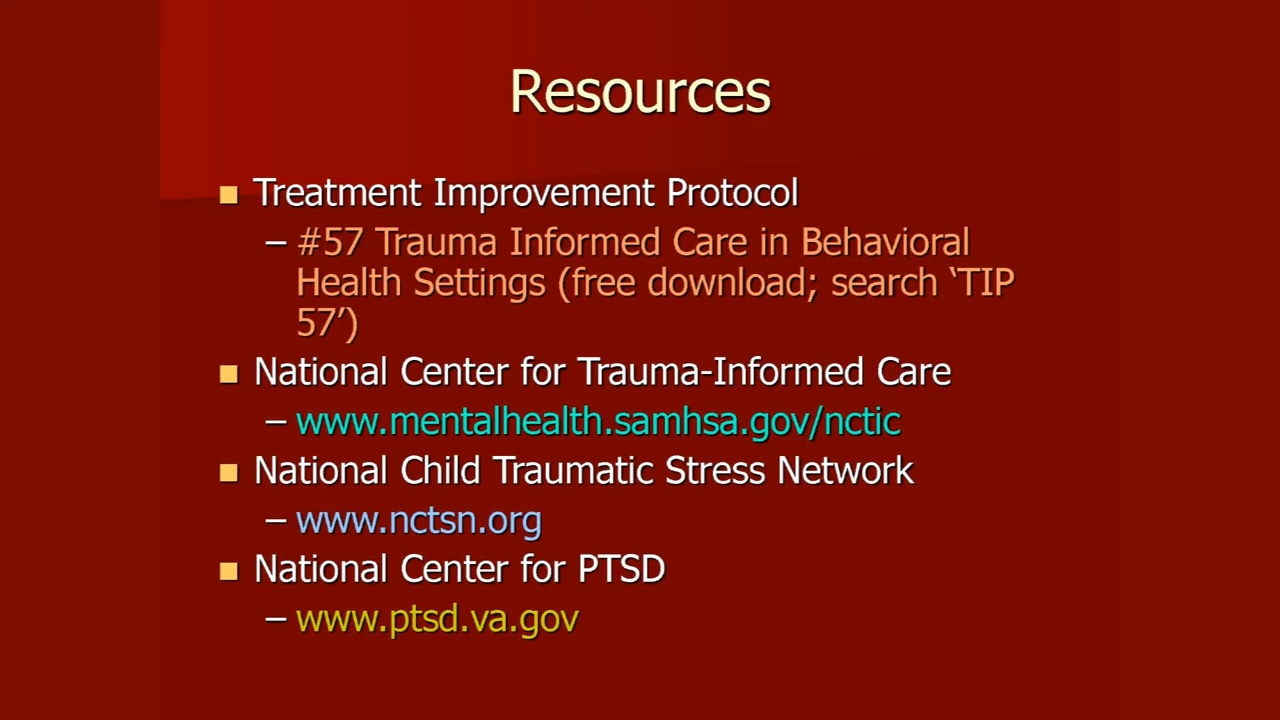 Resources
Treatment Improvement Protocol
– #57 Trauma Informed Care in Behavioral
Health Settings (free download; search ‘TIP
57’)
National Center for Trauma-Informed Care
– www.mentalhealth.samhsa.gov/nctic
National Child Traumatic Stress Network
– www.nctsn.org
National Center for PTSD
– www.ptsd.va.gov